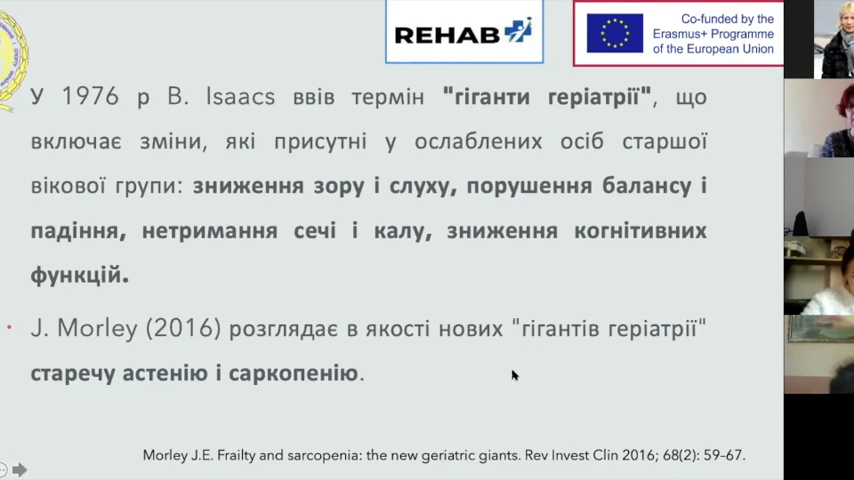 REHAB
Co-funded by the
Erasmus+ Programme
of the European Union
У 1976 р B. Isaacs ввів термін "гіганти геріатрії", що
включає зміни, які присутні у ослаблених осіб старшої
вікової групи: зниження зору і слуху, порушення балансу і
падіння, нетримання сечі і калу, зниження когнітивних
функцій.
• J. Morley (2016) розглядає в якості нових "гігантів геріатрії"
старечу астенію і саркопенію.
Morley J.E. Frailty and sarcopenia: the new geriatric giants. Rev Invest Clin 2016; 68(2): 59–67.